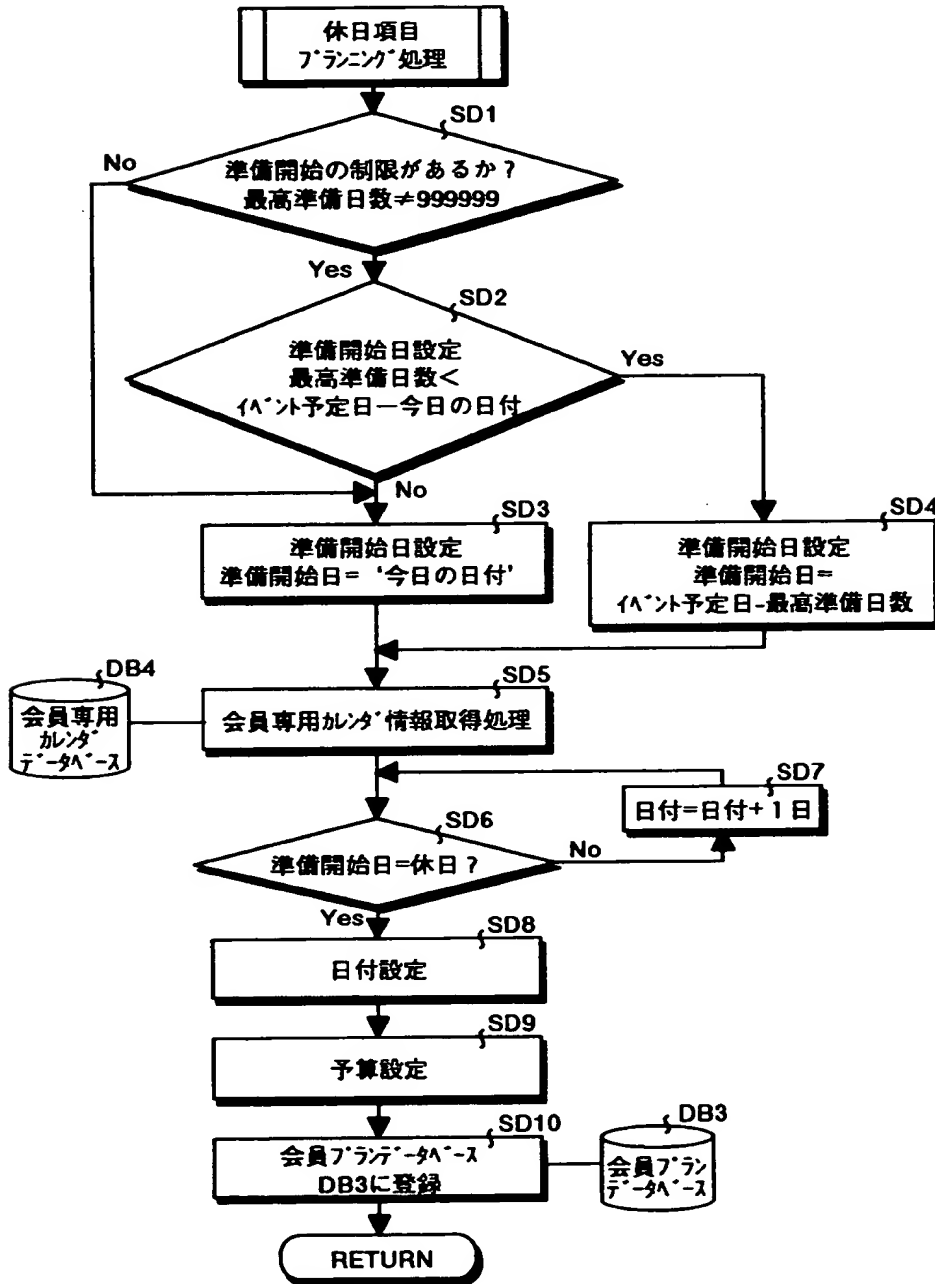 休日項目
プランニング処理
SD1
No
準備開始の制限があるか？
最高準備日数≠999999
Yes
SD2
準備開始日設定
最高準備日数＜
イベント予定日ー今日の日付
Yes
No
SD3
準備開始日設定
準備開始日= ‘今日の日付’
SD4
準備開始日設定
準備開始日=
イベント予定日-最高準備日数
DB4
会員専用
カレンダ
データベース
SD5
会員専用カレンダ情報取得処理
SD7
日付=日付+1日
SD6
準備開始日=休日？
No
Yes
SD8
日付設定
SD9
予算設定
SD10
会員プランデータベース
DB3に登録
DB3
会員プラン
データベース
RETURN